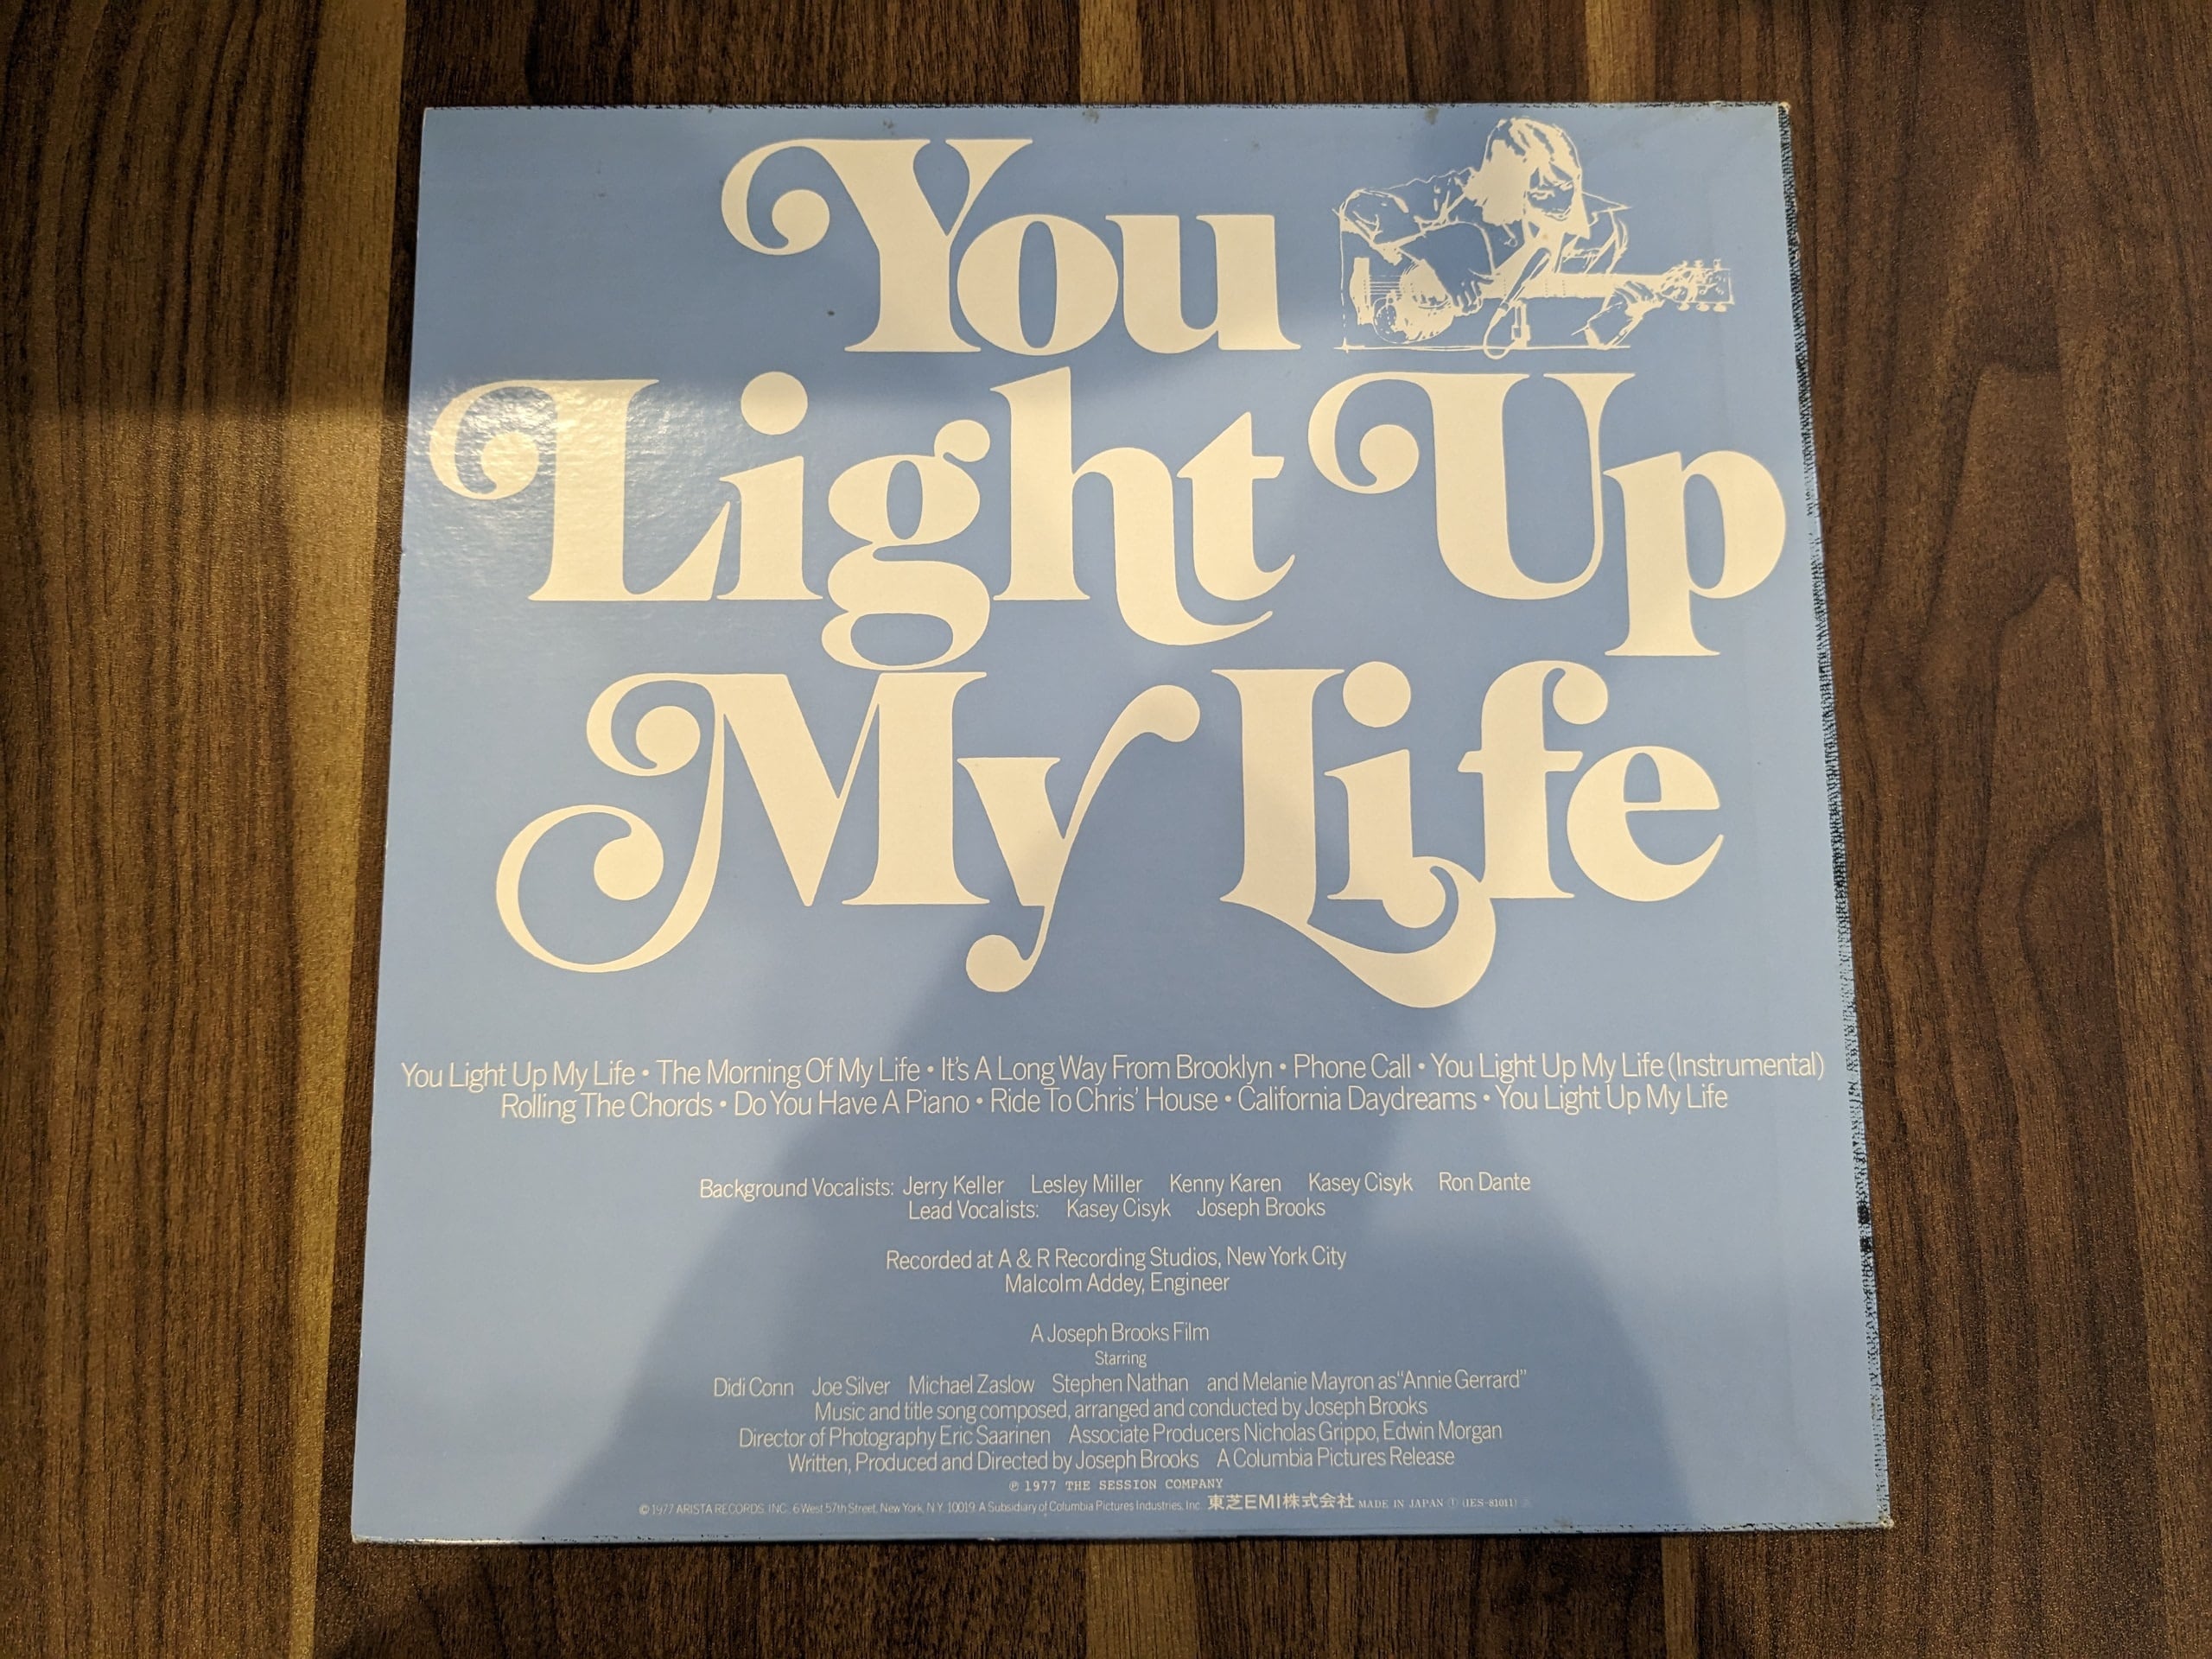 You
Light Up
My Life
You Light Up My Life • The Morning Of My Life • It's A Long Way From Brooklyn • Phone Call • You Light Up My Life (Instrumental)
Rolling The Chords • Do You Have A Piano • Ride To Chris' House • California Daydreams • You Light Up My Life
Background Vocalists: Jerry Keller Lesley Miller Kenny Karen Kasey Cisyk Ron Dante
Lead Vocalists: Kasey Cisyk Joseph Brooks
Recorded at A & R Recording Studios, New York City
Malcolm Addey, Engineer
A Joseph Brooks Film
Starring
Didi Conn Joe Silver Michael Zaslow Stephen Nathan and Melanie Mayron as "Annie Gerrard"
Music and title song composed, arranged and conducted by Joseph Brooks
Director of Photography Eric Saarinen Associate Producers Nicholas Grippo, Edwin Morgan
Written, Produced and Directed by Joseph Brooks A Columbia Pictures Release
℗ 1977 THE SESSION COMPANY
© 1977 ARISTA RECORDS, INC. 6 West 57th Street, New York, N.Y. 10019 A Subsidiary of Columbia Pictures Industries, Inc. 東芝EMI株式会社 MADE IN JAPAN Ⓣ (IES-81011)